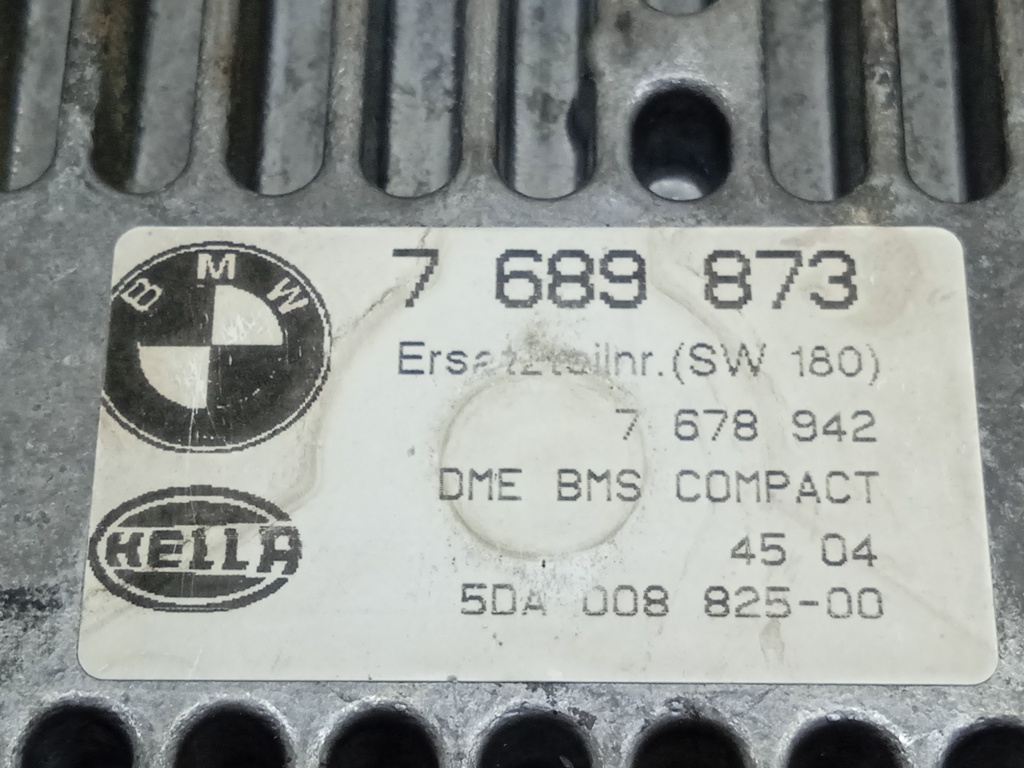 BMW
7 689 873
Ersatzteilnr.(SW 180)
7 678 942
DME BMS COMPACT
HELLA
45 04
5DA 008 825-00